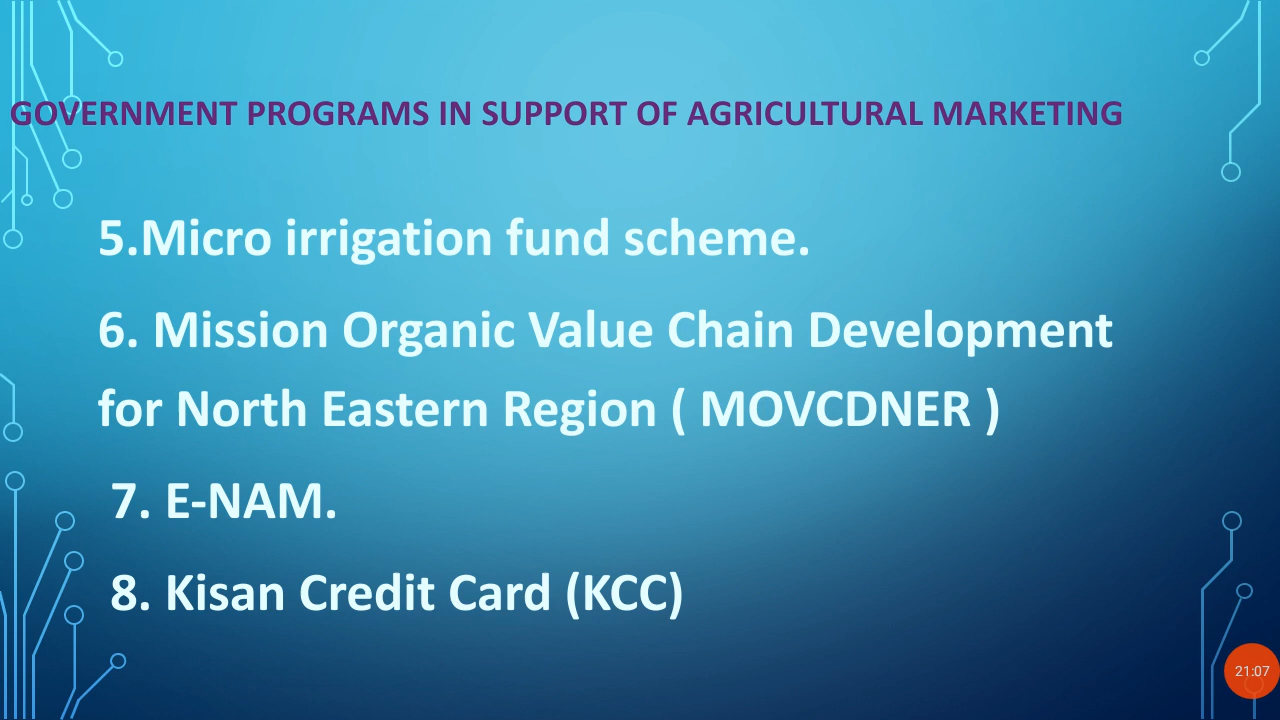 GOVERNMENT PROGRAMS IN SUPPORT OF AGRICULTURAL MARKETING
5.Micro irrigation fund scheme.
6. Mission Organic Value Chain Development
for North Eastern Region ( MOVCDNER )
7. E-NAM.
8. Kisan Credit Card (KCC)
21:07